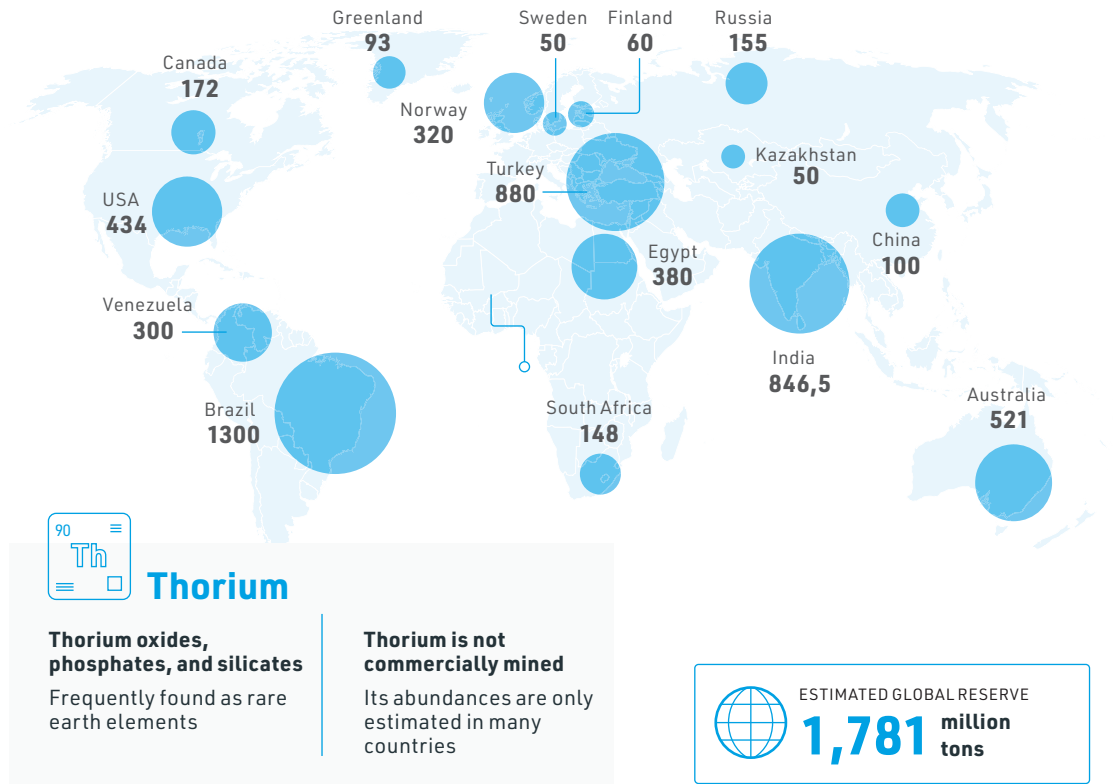 Greenland
93
Sweden
50
Finland
60
Russia
155
Canada
172
Norway
320
Turkey
880
Kazakhstan
50
USA
434
China
100
Egypt
380
Venezuela
300
India
846,5
Brazil
1300
South Africa
148
Australia
521
90
Th
Thorium
Thorium oxides,
phosphates, and silicates
Frequently found as rare
earth elements
Thorium is not
commercially mined
Its abundances are only
estimated in many
countries
ESTIMATED GLOBAL RESERVE
1,781 million
tons